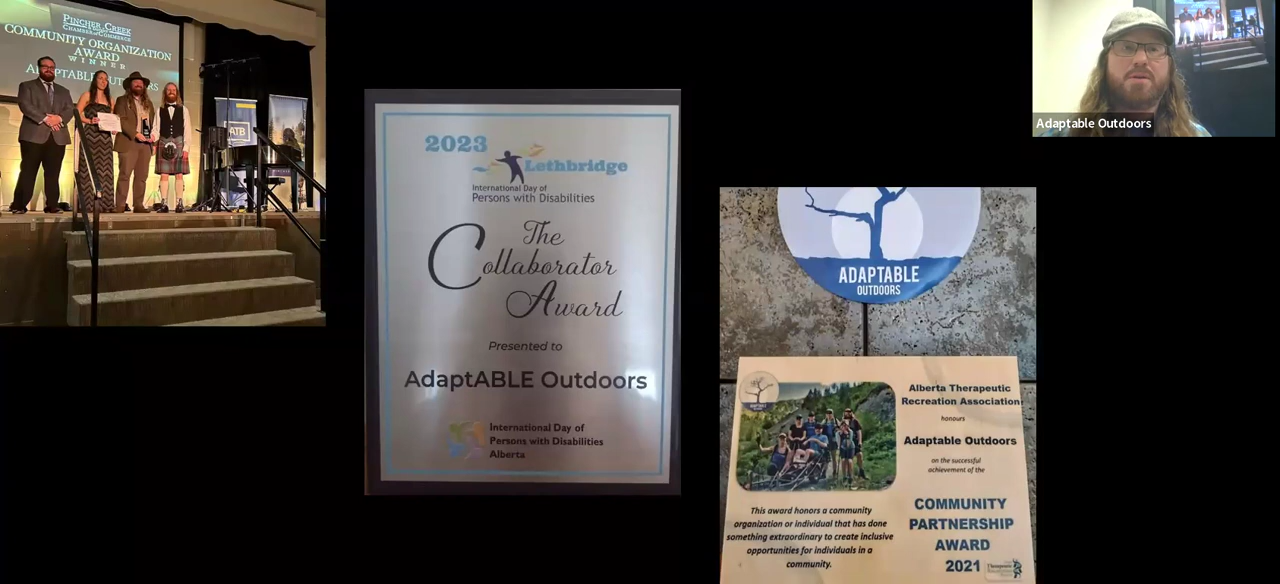 PINCHER CREEK
CHAMBER OF COMMERCE
COMMUNITY ORGANIZATION
AWARD
WINNER
ADAPTABLE OUTDOORS
ATB
2023
Lethbridge
International Day of
Persons with Disabilities
The
Collaborator
Award
Presented to
AdaptABLE Outdoors
International Day of
Persons with Disabilities
Alberta
Adaptable Outdoors
ADAPTABLE
OUTDOORS
Alberta Therapeutic
Recreation Association
honours
Adaptable Outdoors
on the successful
achievement of the
COMMUNITY
PARTNERSHIP
AWARD
2021
This award honors a community
organization or individual that has done
something extraordinary to create inclusive
opportunities for individuals in a
community.